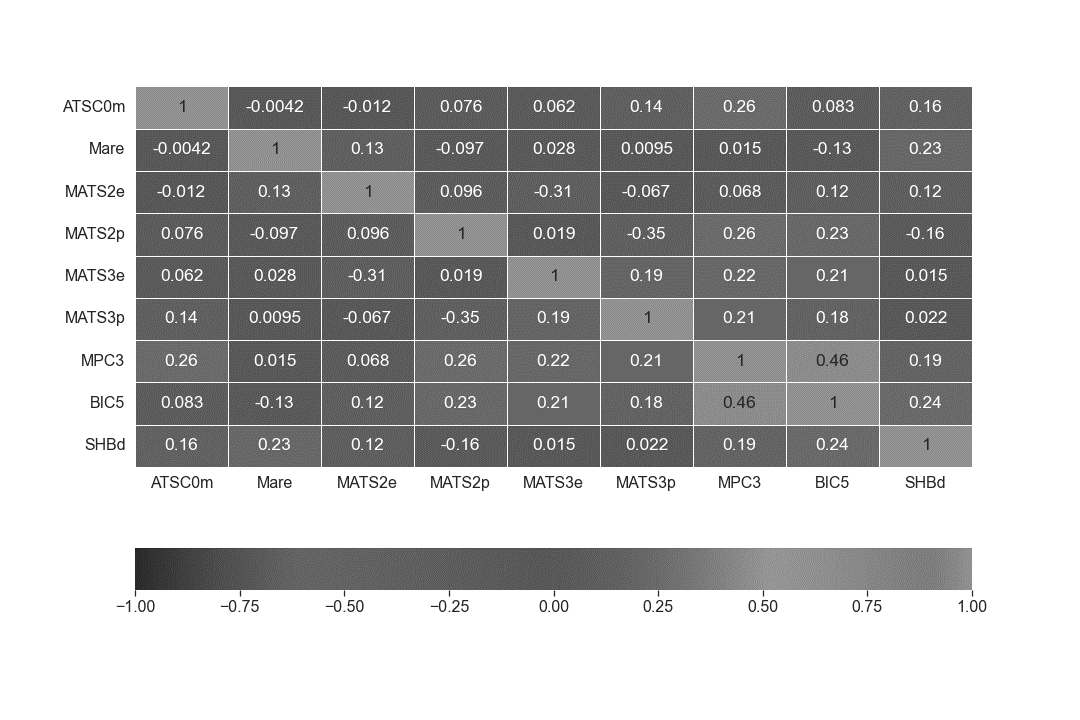 ATSC0m 1 -0.0042 -0.012 0.076 0.062 0.14 0.26 0.083 0.16
Mare -0.0042 1 0.13 -0.097 0.028 0.0095 0.015 -0.13 0.23
MATS2e -0.012 0.13 1 0.096 -0.31 -0.067 0.068 0.12 0.12
MATS2p 0.076 -0.097 0.096 1 0.019 -0.35 0.26 0.23 -0.16
MATS3e 0.062 0.028 -0.31 0.019 1 0.19 0.22 0.21 0.015
MATS3p 0.14 0.0095 -0.067 -0.35 0.19 1 0.21 0.18 0.022
MPC3 0.26 0.015 0.068 0.26 0.22 0.21 1 0.46 0.19
BIC5 0.083 -0.13 0.12 0.23 0.21 0.18 0.46 1 0.24
SHBd 0.16 0.23 0.12 -0.16 0.015 0.022 0.19 0.24 1
ATSC0m Mare MATS2e MATS2p MATS3e MATS3p MPC3 BIC5 SHBd
−1.00 −0.75 −0.50 −0.25 0.00 0.25 0.50 0.75 1.00